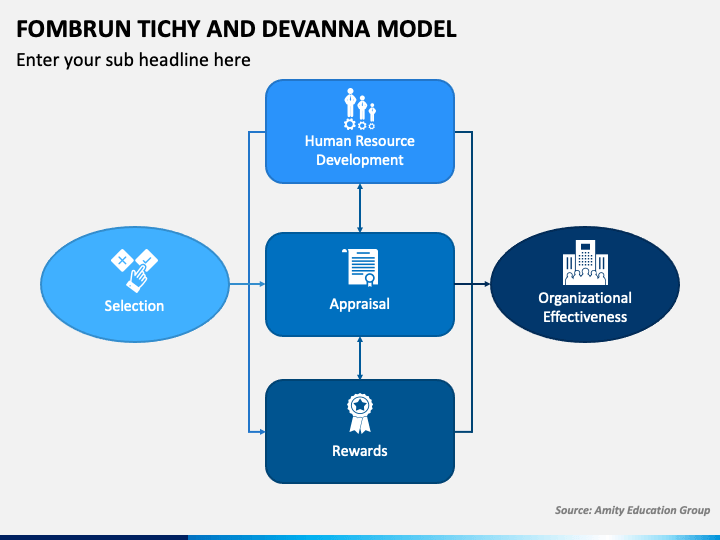 FOMBRUN TICHY AND DEVANNA MODEL
Enter your sub headline here
Human Resource
Development
Selection
Appraisal
Organizational
Effectiveness
Rewards
Source: Amity Education Group